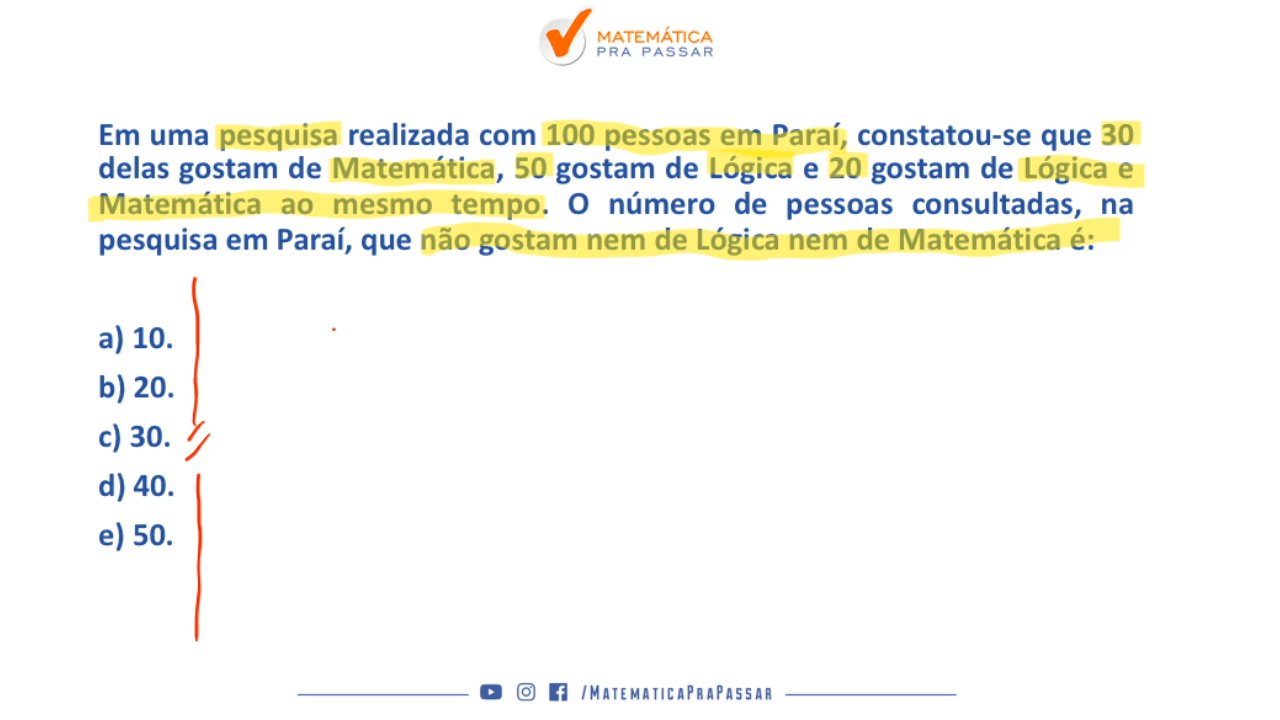 MATEMÁTICA
PRA PASSAR
Em uma pesquisa realizada com 100 pessoas em Paraí, constatou-se que 30
delas gostam de Matemática, 50 gostam de Lógica e 20 gostam de Lógica e
Matemática ao mesmo tempo. O número de pessoas consultadas, na
pesquisa em Paraí, que não gostam nem de Lógica nem de Matemática é:
a) 10.
b) 20.
c) 30.
d) 40.
e) 50.
/MATEMATICAPRAPASSAR